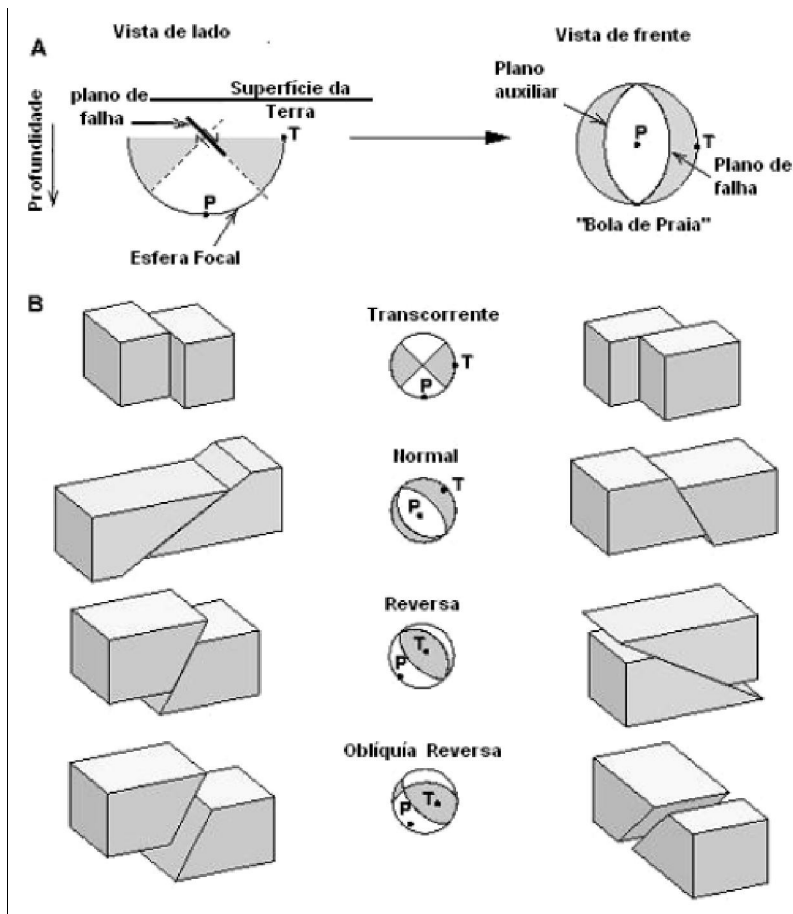 Vista de lado
Vista de frente
A
Plano
auxiliar
plano de
falha
Superfície da
Terra
T
P
T
Plano de
falha
Profundidade
P
"Bola de Praia"
Esfera Focal
B
Transcorrente
T
P
Normal
T
P
Reversa
T
P
Oblíquía Reversa
T
P